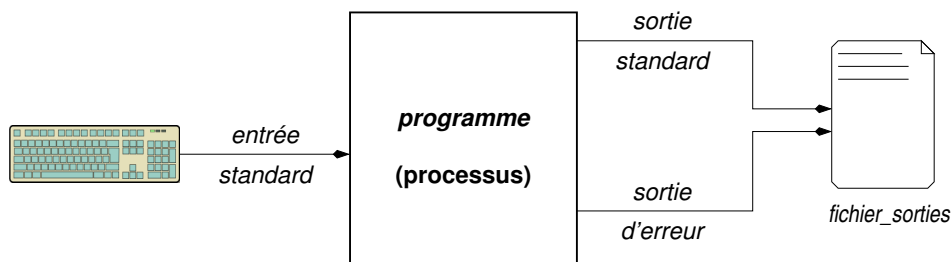 entrée
standard
programme
(processus)
sortie
standard
sortie
d'erreur
fichier_sorties